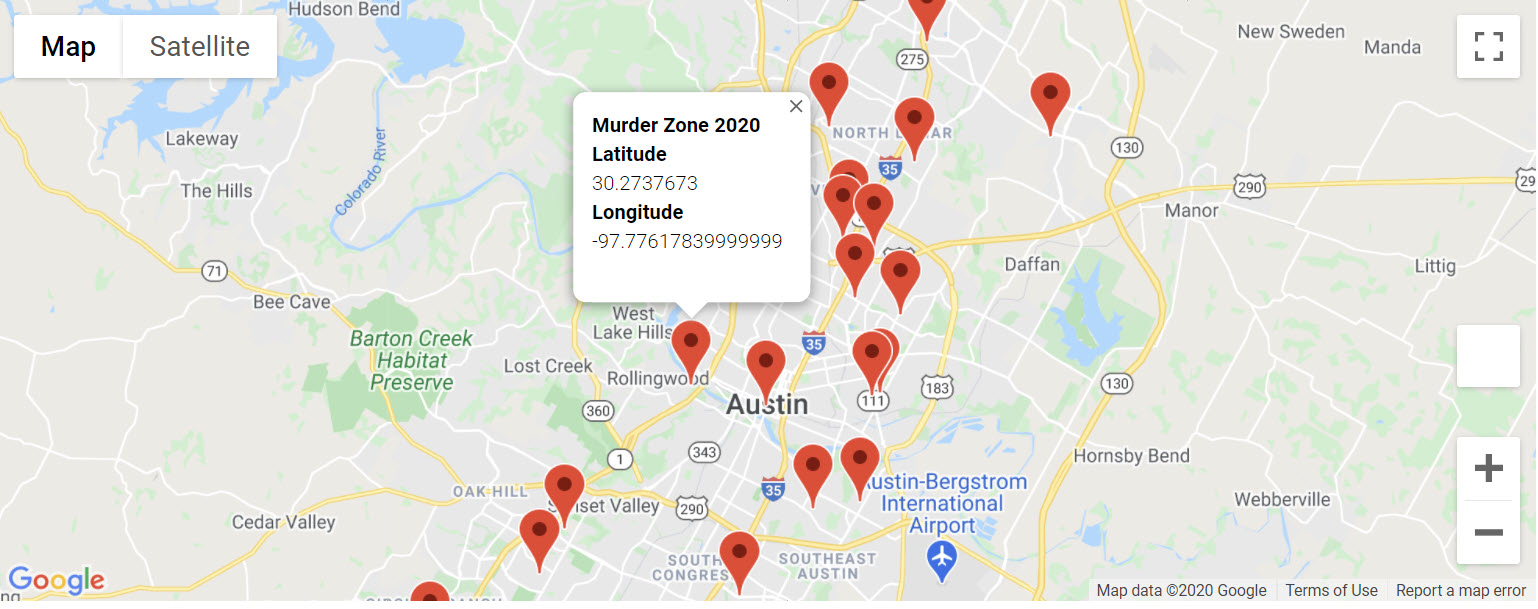 Hudson Bend
Map
Satellite
New Sweden
Manda
275
Lakeway
NORTH
130
35
Colorado River
The Hills
290
Manor
Murder Zone 2020
Latitude
30.2737673
Longitude
-97.77617839999999
71
Bee Cave
Daffan
Littig
West
Lake Hills
Barton Creek
Habitat
Preserve
35
Lost Creek
Rollingwood
183
130
111
Austin
360
343
1
Hornsby Bend
OAK HILL
35
Austin-Bergstrom
International
Airport
Sunset Valley
290
Webberville
Cedar Valley
SOUTH
CONGRESS
SOUTHEAST
AUSTIN
Google
Map data ©2020 Google
Terms of Use
Report a map error